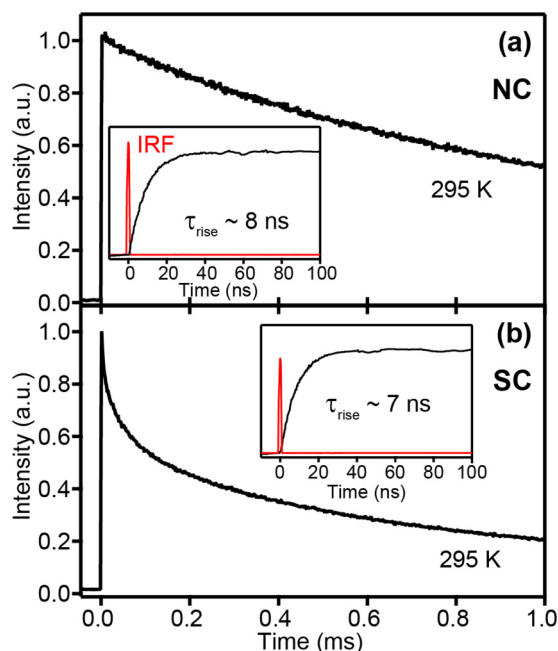 (a)
NC
1.0
0.8
0.6
0.4
0.2
0.0
Intensity (a.u.)
295 K
IRF
τrise ~ 8 ns
0 20 40 60 80 100
Time (ns)
(b)
SC
1.0
0.8
0.6
0.4
0.2
0.0
Intensity (a.u.)
295 K
τrise ~ 7 ns
0 20 40 60 80 100
Time (ns)
0.0 0.2 0.4 0.6 0.8 1.0
Time (ms)